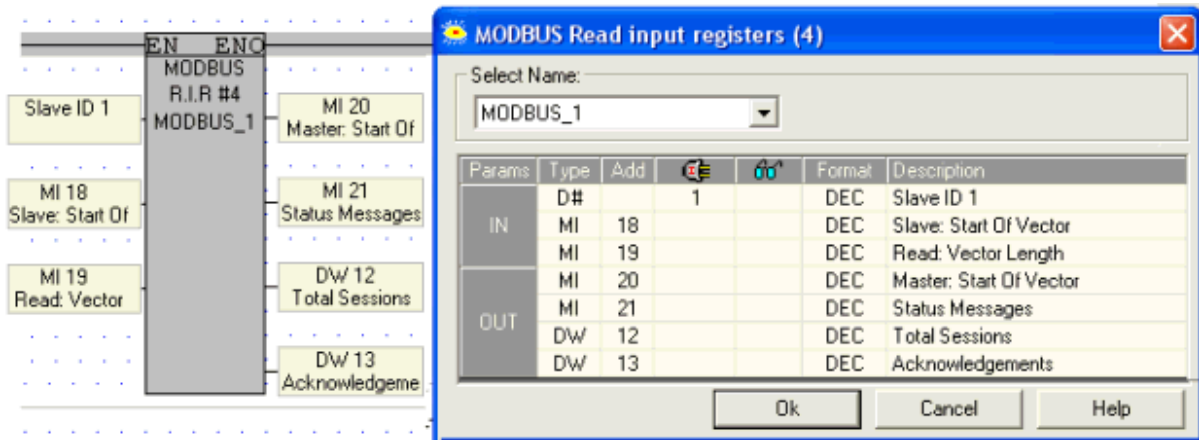 EN ENO
MODBUS
R.I.R #4
MODBUS_1
Slave ID 1
MI 18
Slave: Start Of
MI 19
Read: Vector
MI 20
Master: Start Of
MI 21
Status Messages
DW 12
Total Sessions
DW 13
Acknowledgeme
MODBUS Read input registers (4)
Select Name:
MODBUS_1
Params Type Add Format Description
IN
D# 1 DEC Slave ID 1
MI 18 DEC Slave: Start Of Vector
MI 19 DEC Read: Vector Length
OUT
MI 20 DEC Master: Start Of Vector
MI 21 DEC Status Messages
DW 12 DEC Total Sessions
DW 13 DEC Acknowledgements
Ok Cancel Help